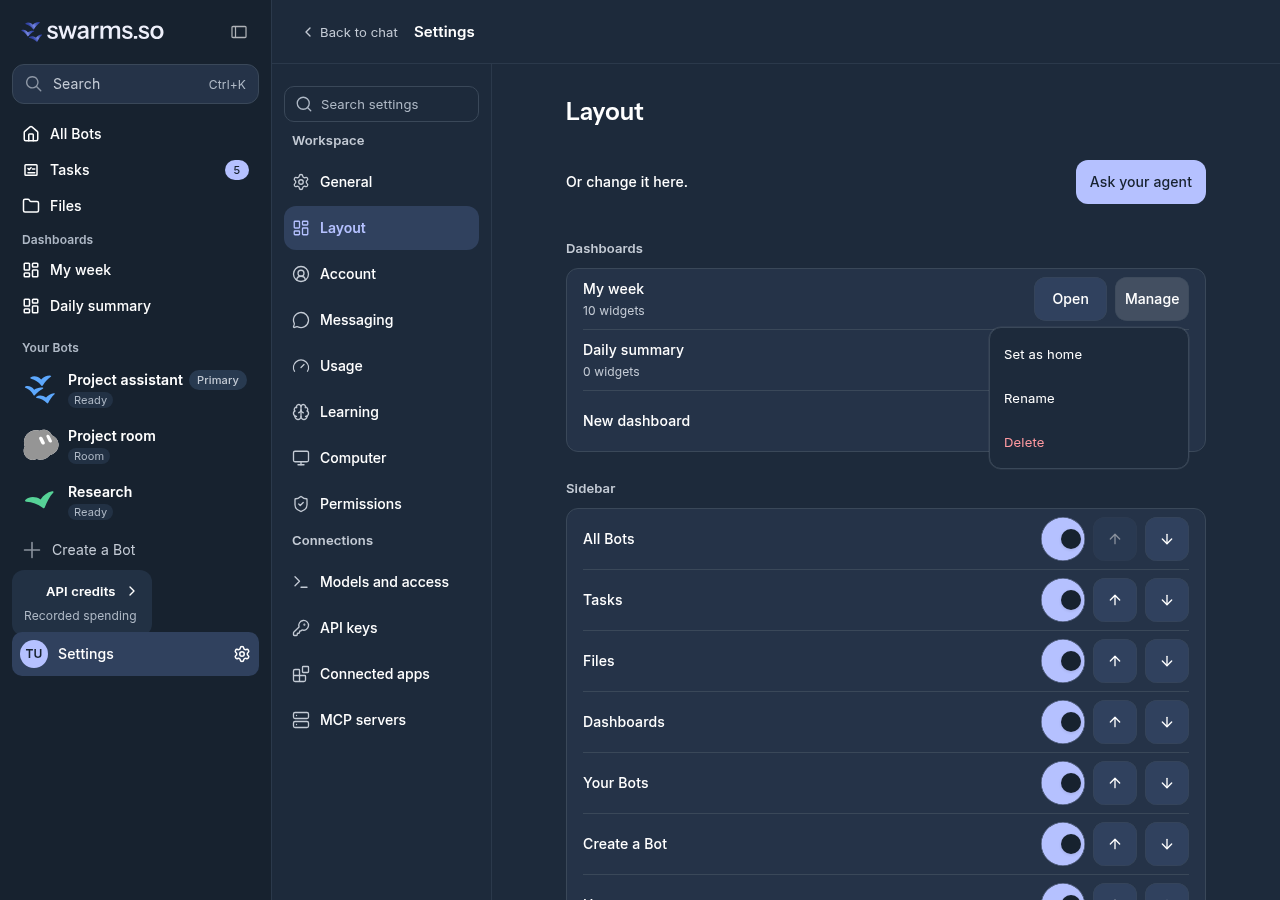 swarms.so
Search
Ctrl+K
All Bots
Tasks
5
Files
Dashboards
My week
Daily summary
Your Bots
Project assistant
Primary
Ready
Project room
Room
Research
Ready
Create a Bot
API credits
Recorded spending
TU
Settings
Back to chat
Settings
Search settings
Workspace
General
Layout
Account
Messaging
Usage
Learning
Computer
Permissions
Connections
Models and access
API keys
Connected apps
MCP servers
Layout
Or change it here.
Ask your agent
Dashboards
My week
10 widgets
Open
Manage
Daily summary
0 widgets
New dashboard
Set as home
Rename
Delete
Sidebar
All Bots
Tasks
Files
Dashboards
Your Bots
Create a Bot